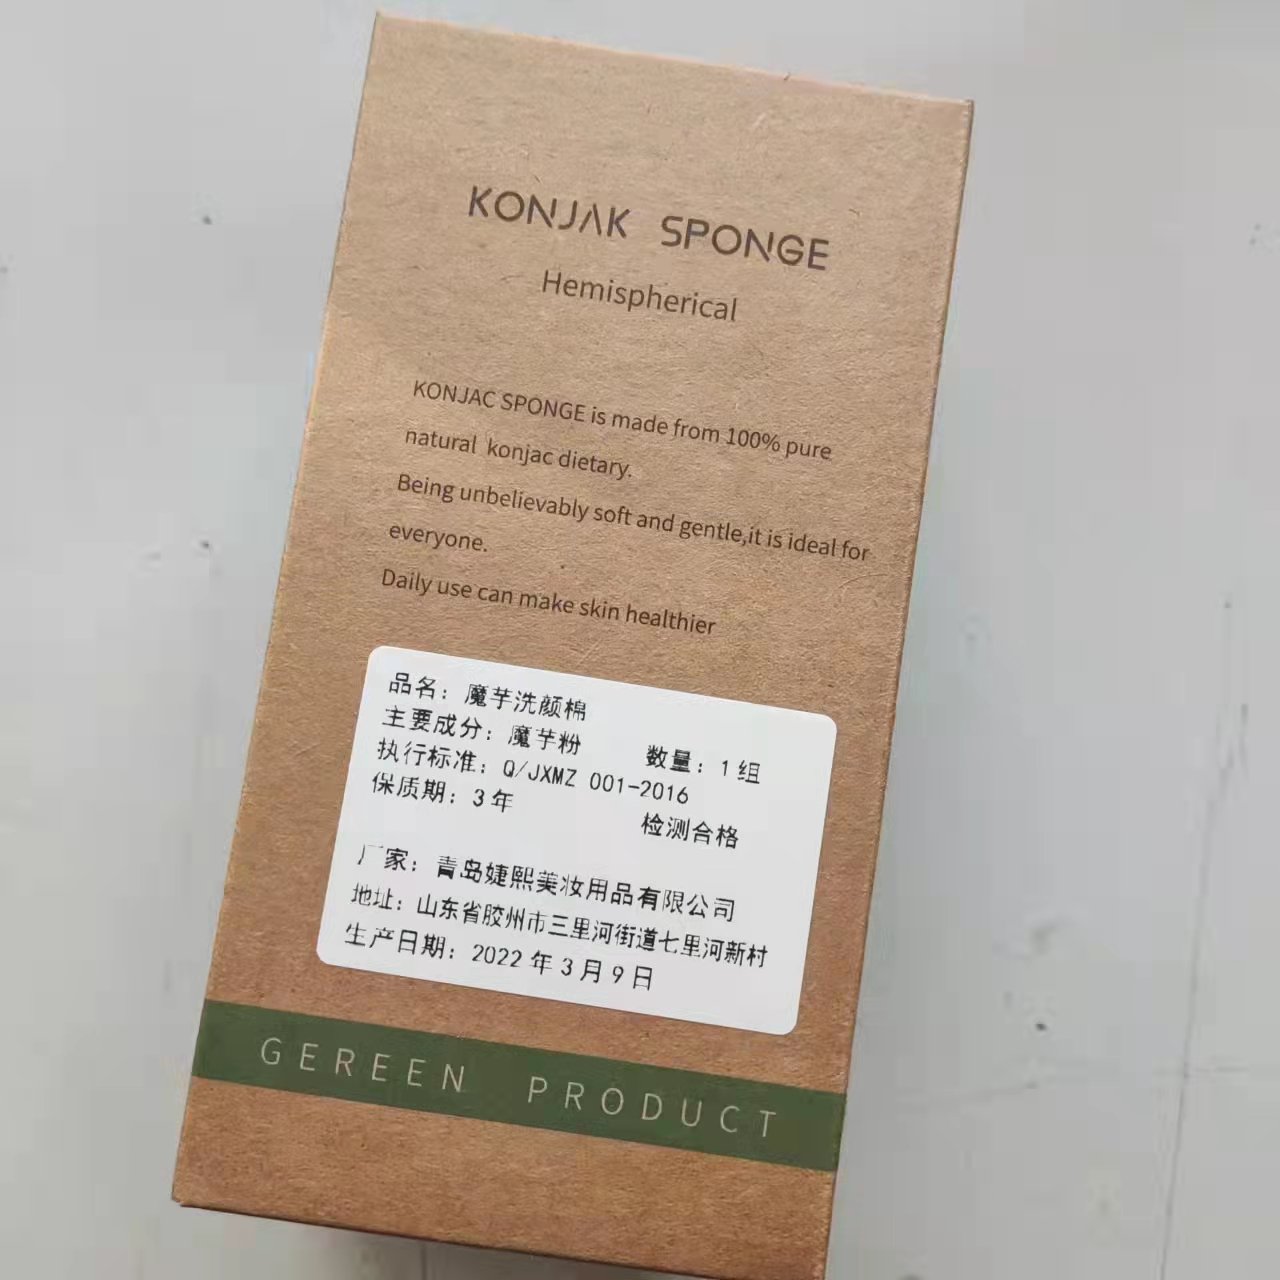 KONJAK SPONGE
Hemispherical
KONJAC SPONGE is made from 100% pure
natural konjac dietary.
Being unbelievably soft and gentle,it is ideal for
everyone.
Daily use can make skin healthier
品名：魔芋洗颜棉
主要成分：魔芋粉 数量：1组
执行标准：Q/JXMZ 001-2016
保质期：3年 检测合格
厂家：青岛婕熙美妆用品有限公司
地址：山东省胶州市三里河街道七里河新村
生产日期：2022年3月9日
GEREEN PRODUCT